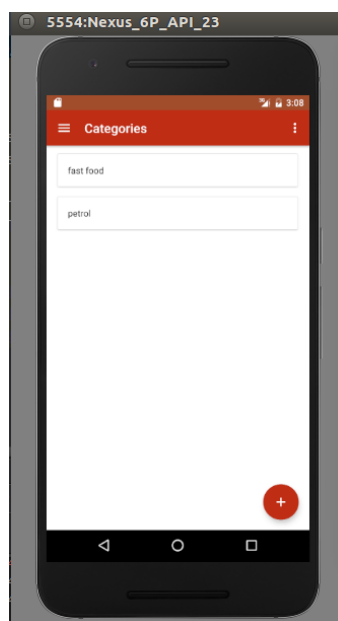 5554:Nexus_6P_API_23
3:08
Categories
fast food
petrol
+